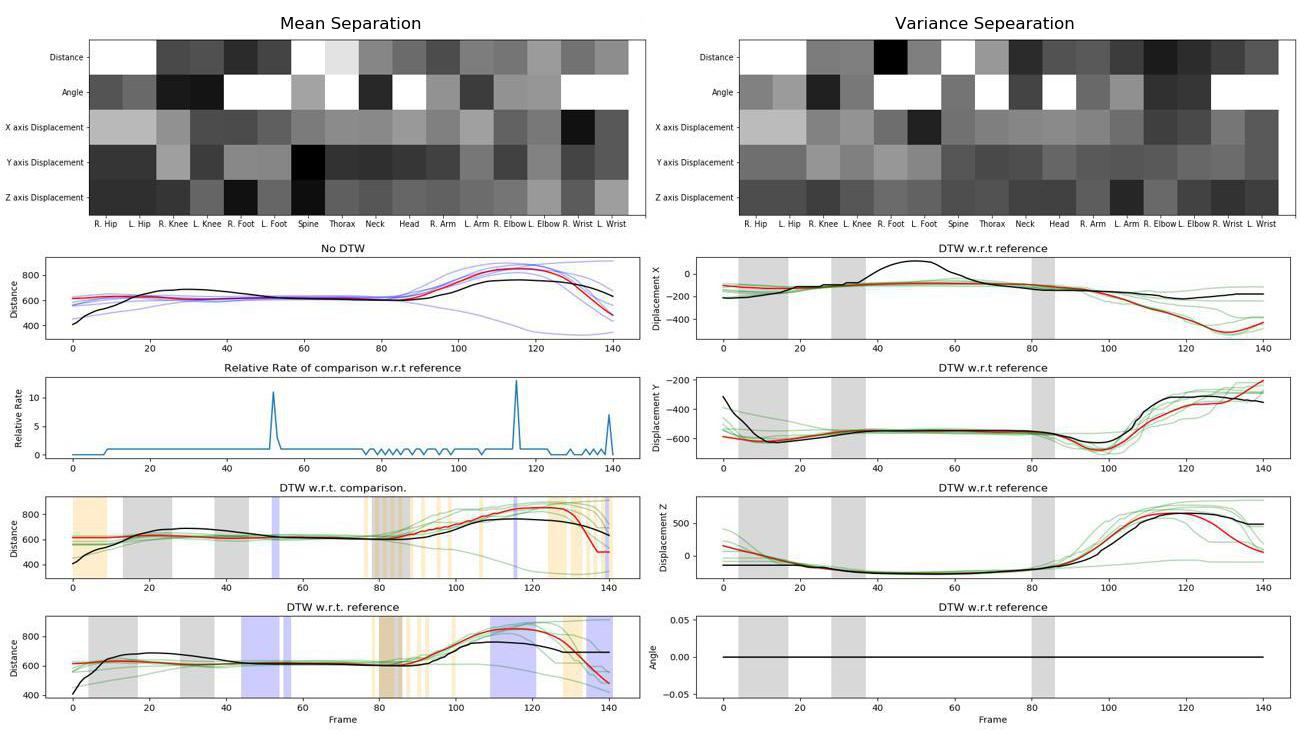 Mean Separation
Variance Sepearation
Distance
Angle
X axis Displacement
Y axis Displacement
Z axis Displacement
R. Hip L. Hip R. Knee L. Knee R. Foot L. Foot Spine Thorax Neck Head R. Arm L. Arm R. Elbow L. Elbow R. Wrist L. Wrist
Distance
Angle
X axis Displacement
Y axis Displacement
Z axis Displacement
R. Hip L. Hip R. Knee L. Knee R. Foot L. Foot Spine Thorax Neck Head R. Arm L. Arm R. Elbow L. Elbow R. Wrist L. Wrist
No DTW
Distance
800
600
400
0 20 40 60 80 100 120 140
DTW w.r.t reference
Diplacement X
0
−200
−400
0 20 40 60 80 100 120 140
Relative Rate of comparison w.r.t reference
Relative Rate
10
5
0
0 20 40 60 80 100 120 140
DTW w.r.t reference
Displacement Y
−200
−400
−600
0 20 40 60 80 100 120 140
DTW w.r.t. comparison.
Distance
800
600
400
0 20 40 60 80 100 120 140
DTW w.r.t reference
Displacement Z
500
0
0 20 40 60 80 100 120 140
DTW w.r.t. reference
Distance
800
600
400
0 20 40 60 80 100 120 140
Frame
DTW w.r.t reference
Angle
0.05
0.00
−0.05
0 20 40 60 80 100 120 140
Frame